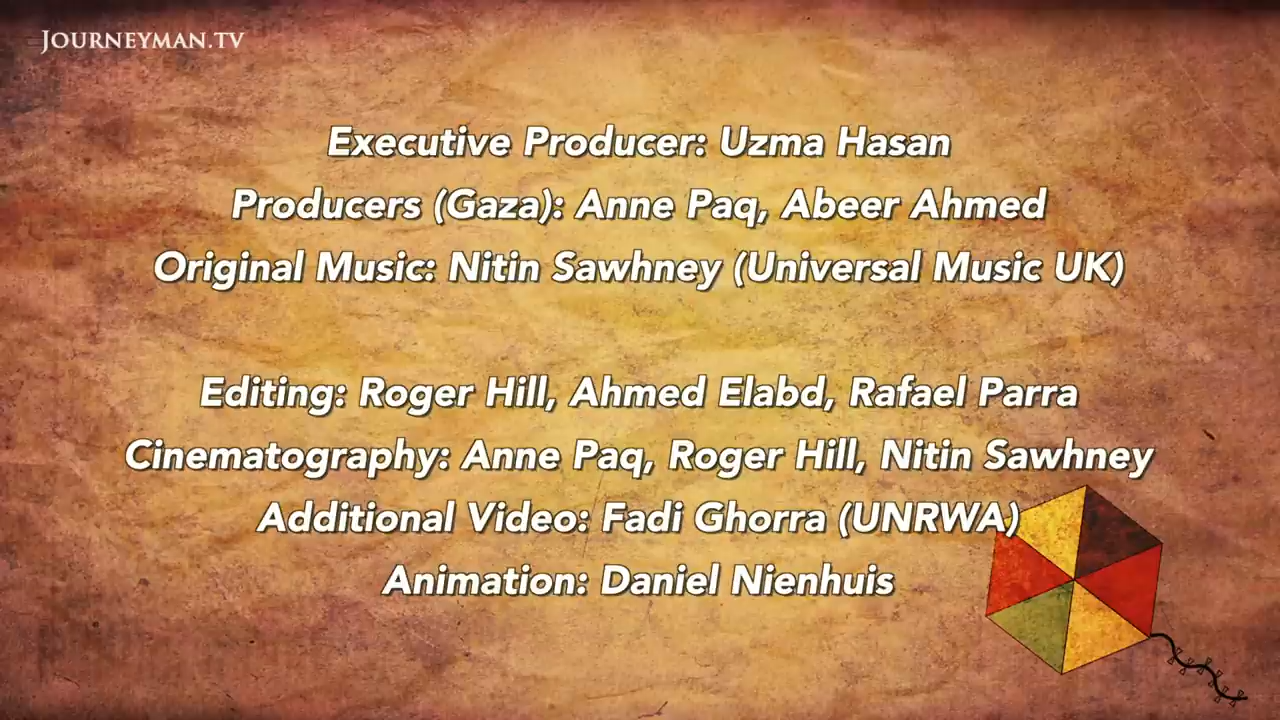 JOURNEYMAN.TV
Executive Producer: Uzma Hasan
Producers (Gaza): Anne Paq, Abeer Ahmed
Original Music: Nitin Sawhney (Universal Music UK)
Editing: Roger Hill, Ahmed Elabd, Rafael Parra
Cinematography: Anne Paq, Roger Hill, Nitin Sawhney
Additional Video: Fadi Ghorra (UNRWA)
Animation: Daniel Nienhuis